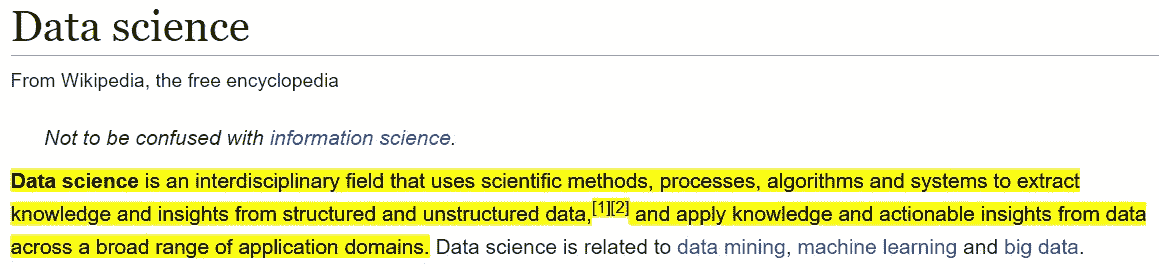 Data science
From Wikipedia, the free encyclopedia
Not to be confused with information science.
Data science is an interdisciplinary field that uses scientific methods, processes, algorithms and systems to extract
knowledge and insights from structured and unstructured data,[1][2] and apply knowledge and actionable insights from data
across a broad range of application domains. Data science is related to data mining, machine learning and big data.